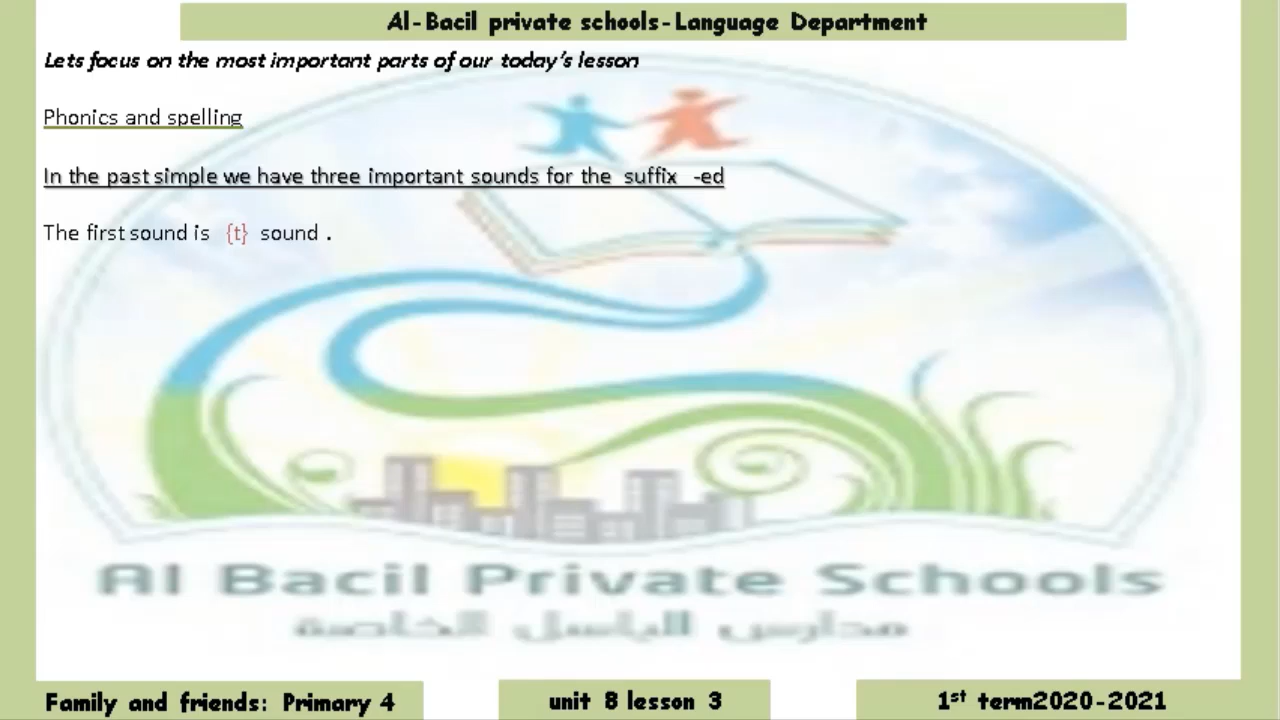 Al-Bacil private schools-Language Department
Lets focus on the most important parts of our today's lesson
Phonics and spelling
In the past simple we have three important sounds for the suffix -ed
The first sound is {t} sound .
Al Bacil Private Schools
مدارس الباسل الخاصة
Family and friends: Primary 4
unit 8 lesson 3
1st term2020-2021